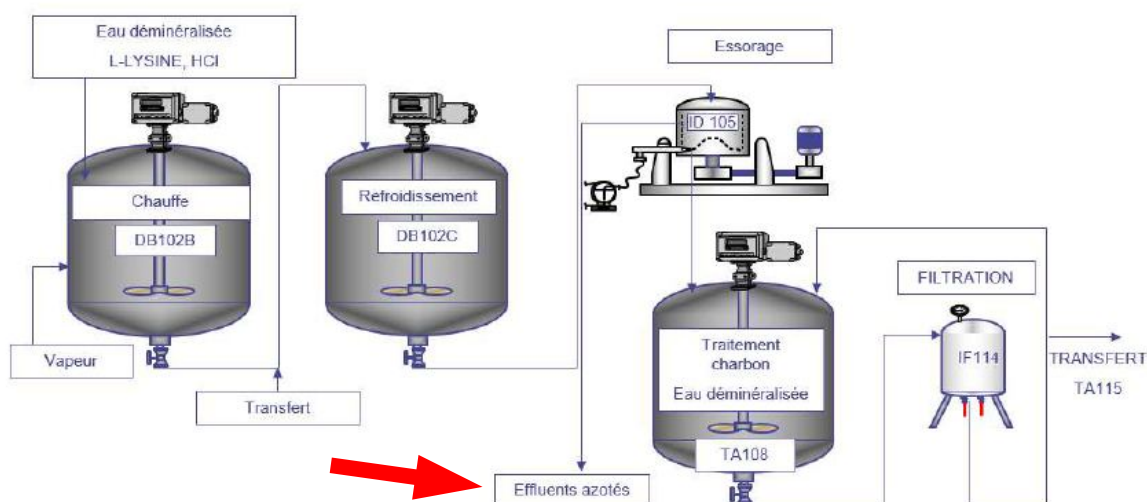 Eau déminéralisée
L-LYSINE, HCl
Essorage
ID 105
Chauffe
DB102B
Refroidissement
DB102C
Vapeur
Transfert
FILTRATION
IF114
Traitement
charbon
Eau déminéralisée
TA108
TRANSFERT
TA115
Effluents azotés